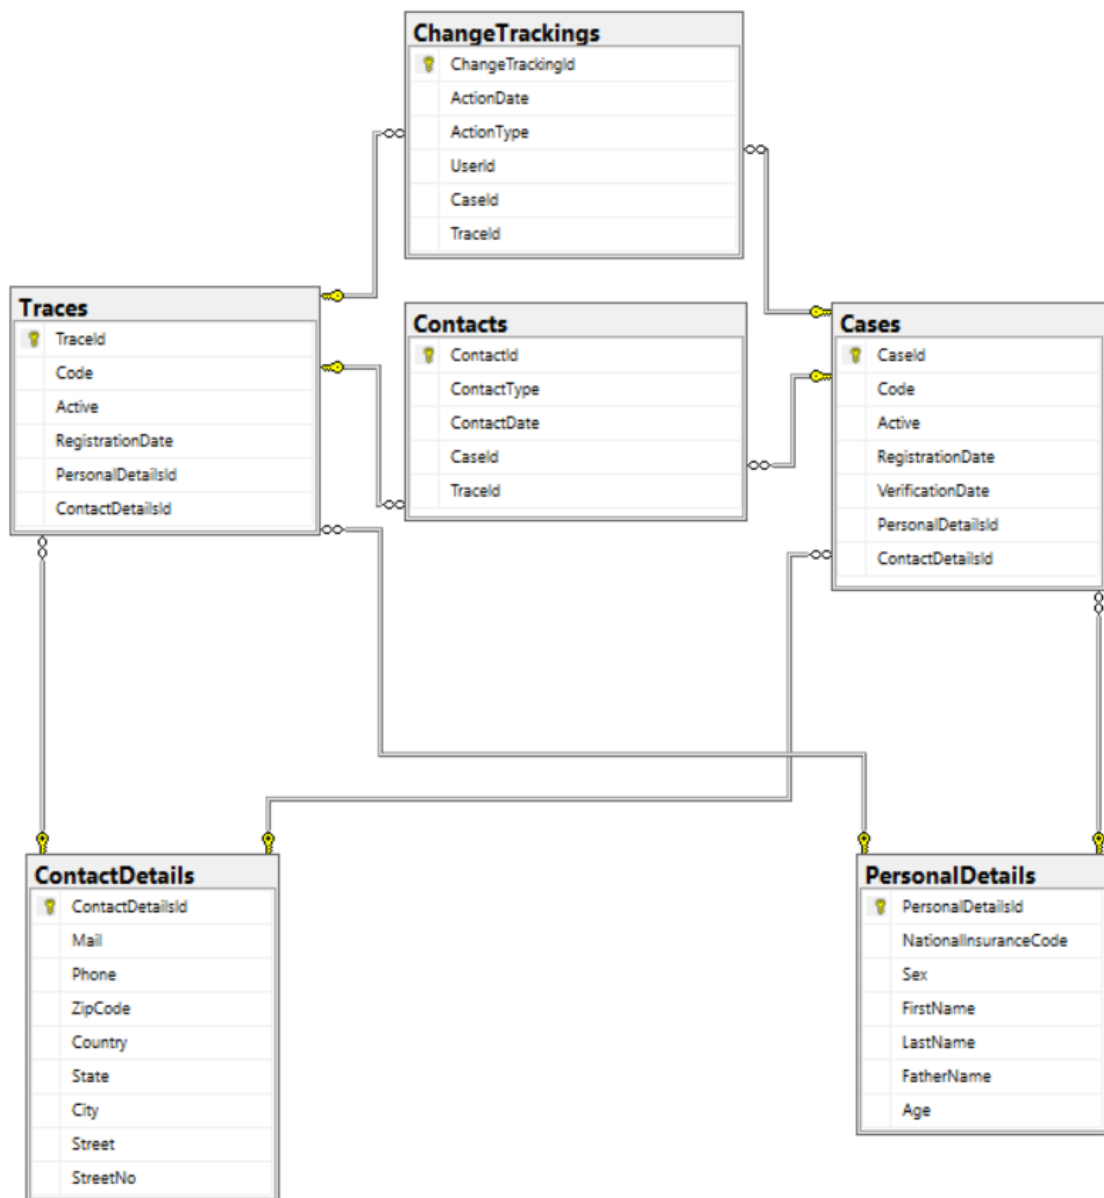 ChangeTrackings
ChangeTrackingId
ActionDate
ActionType
UserId
CaseId
TraceId
Traces
TraceId
Code
Active
RegistrationDate
PersonalDetailsId
ContactDetailsId
Contacts
ContactId
ContactType
ContactDate
CaseId
TraceId
Cases
CaseId
Code
Active
RegistrationDate
VerificationDate
PersonalDetailsId
ContactDetailsId
ContactDetails
ContactDetailsId
Mail
Phone
ZipCode
Country
State
City
Street
StreetNo
PersonalDetails
PersonalDetailsId
NationalInsuranceCode
Sex
FirstName
LastName
FatherName
Age